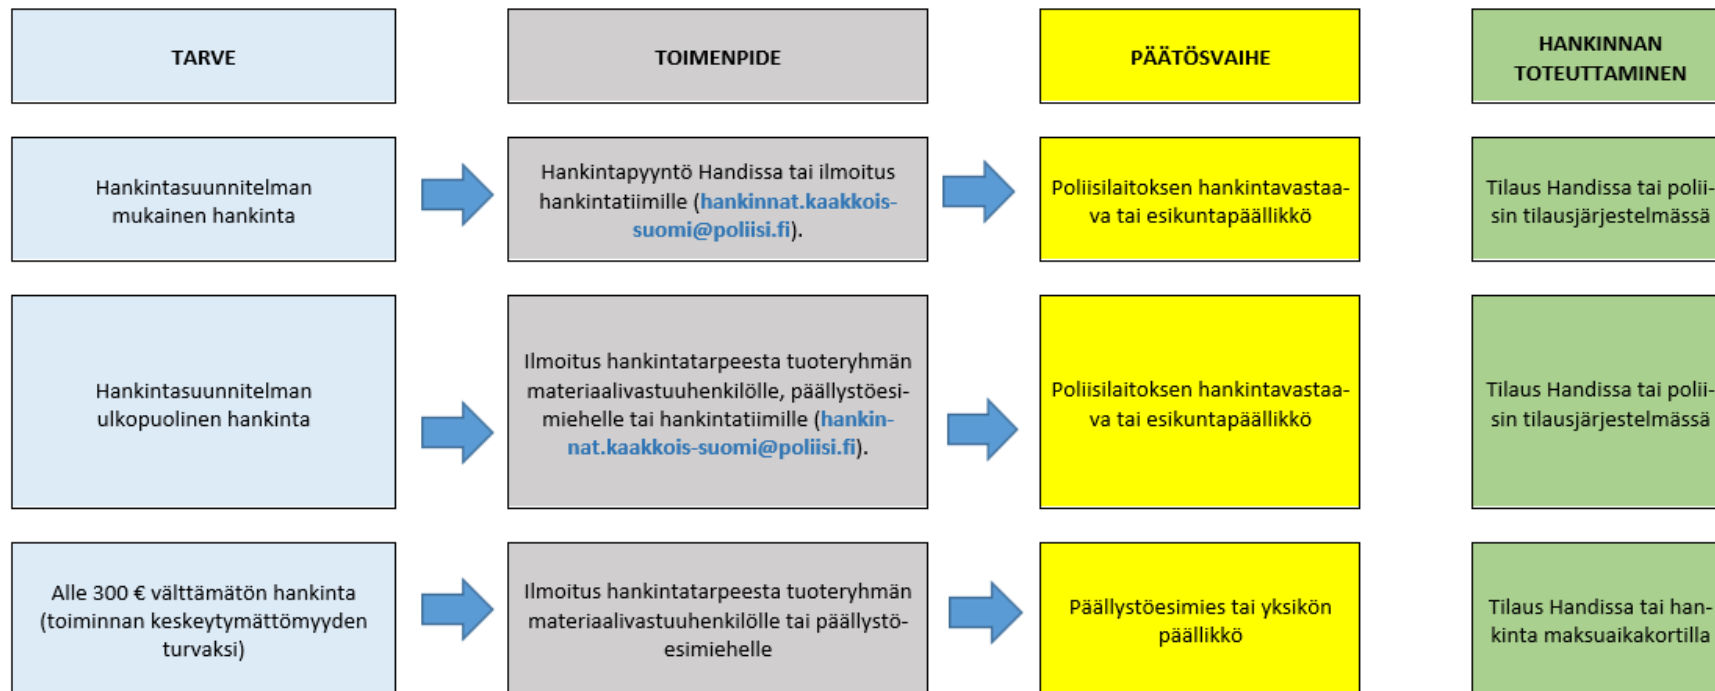 TARVE
TOIMENPIDE
PÄÄTÖSVAIHE
HANKINNAN
TOTEUTTAMINEN
Hankintasuunnitelman
mukainen hankinta
Hankintapyyntö Handissa tai ilmoitus
hankintatiimille (hankinnat.kaakkois-
suomi@poliisi.fi).
Poliisilaitoksen hankintavastaa-
va tai esikuntapäällikkö
Tilaus Handissa tai polii-
sin tilausjärjestelmässä
Hankintasuunnitelman
ulkopuolinen hankinta
Ilmoitus hankintatarpeesta tuoteryhmän
materiaalivastuuhenkilölle, päällystöesi-
miehelle tai hankintatiimille (hankin-
nat.kaakkois-suomi@poliisi.fi).
Poliisilaitoksen hankintavastaa-
va tai esikuntapäällikkö
Tilaus Handissa tai polii-
sin tilausjärjestelmässä
Alle 300 € välttämätön hankinta
(toiminnan keskeytymättömyyden
turvaksi)
Ilmoitus hankintatarpeesta tuoteryhmän
materiaalivastuuhenkilölle tai päällystö-
esimiehelle
Päällystöesimies tai yksikön
päällikkö
Tilaus Handissa tai han-
kinta maksuaikakortilla